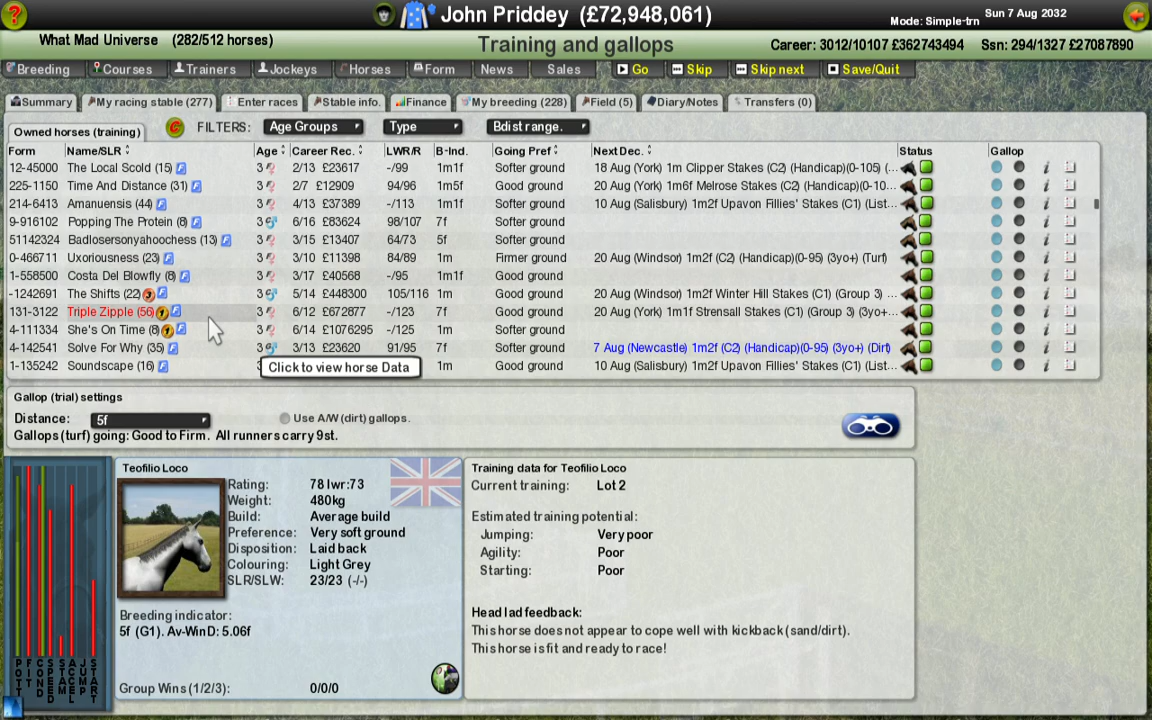 John Priddey (£72,948,061)
Mode: Simple-trn Sun 7 Aug 2032
What Mad Universe (282/512 horses) Training and gallops Career: 3012/10107 £362743494 Ssn: 294/1327 £27087890
Breeding Courses Trainers Jockeys Horses Form News Sales Go Skip Skip next Save/Quit
Summary My racing stable (277) Enter races Stable info. Finance My breeding (228) Field (5) Diary/Notes Transfers (0)
Owned horses (training) FILTERS: Age Groups Type Bdist range.
Form Name/SLR Age Career Rec. LWR/R B-Ind. Going Pref Next Dec. Status Gallop
12-45000 The Local Scold (15) 3 2/13 £23617 -/99 1m1f Softer ground 18 Aug (York) 1m Clipper Stakes (C2) (Handicap)(0-105) (...
225-1150 Time And Distance (31) 3 2/7 £12909 94/96 1m5f Good ground 20 Aug (York) 1m6f Melrose Stakes (C2) (Handicap)(0-10...
214-6413 Amanuensis (44) 3 4/13 £37389 -/113 1m1f Softer ground 10 Aug (Salisbury) 1m2f Upavon Fillies' Stakes (C1) (List...
9-916102 Popping The Protein (8) 3 6/16 £83624 98/107 7f Softer ground
51142324 Badlosersonyahoochess (13) 3 3/15 £13407 64/73 5f Softer ground
0-466711 Uxoriousness (23) 3 3/10 £11398 84/89 1m Firmer ground 20 Aug (Windsor) 1m2f (C2) (Handicap)(0-95) (3yo+) (Turf)
1-558500 Costa Del Blowfly (8) 3 3/17 £40568 -/95 1m1f Good ground
-1242691 The Shifts (22) 3 3 5/14 £448300 105/116 1m Good ground 20 Aug (Windsor) 1m2f Winter Hill Stakes (C1) (Group 3) ...
131-3122 Triple Zipple (56) 1 3 6/12 £672877 -/123 7f Good ground 20 Aug (York) 1m1f Strensall Stakes (C1) (Group 3) (3yo+...
4-111334 She's On Time (8) 1 3 6/14 £1076295 -/125 1m Good ground
4-142541 Solve For Why (35) 3 3/13 £23620 91/95 7f Good ground 7 Aug (Newcastle) 1m2f (C2) (Handicap)(0-95) (3yo+) (Dirt)
1-135242 Soundscape (16) 1m Good ground 10 Aug (Salisbury) 1m2f Upavon Fillies' Stakes (C1) (List...
Click to view horse Data
Gallop (trial) settings
Distance: 5f Use A/W (dirt) gallops.
Gallops (turf) going: Good to Firm. All runners carry 9st.
Teofilio Loco
Rating: 78 lwr:73
Weight: 480kg
Build: Average build
Preference: Very soft ground
Disposition: Laid back
Colouring: Light Grey
SLR/SLW: 23/23 (-/-)
Breeding indicator:
5f (G1). Av-WinD: 5.06f
Group Wins (1/2/3): 0/0/0
POT FIT COND SPEED STAM ACCEL JUMP START
Training data for Teofilio Loco
Current training: Lot 2
Estimated training potential:
Jumping: Very poor
Agility: Poor
Starting: Poor
Head lad feedback:
This horse does not appear to cope well with kickback (sand/dirt).
This horse is fit and ready to race!